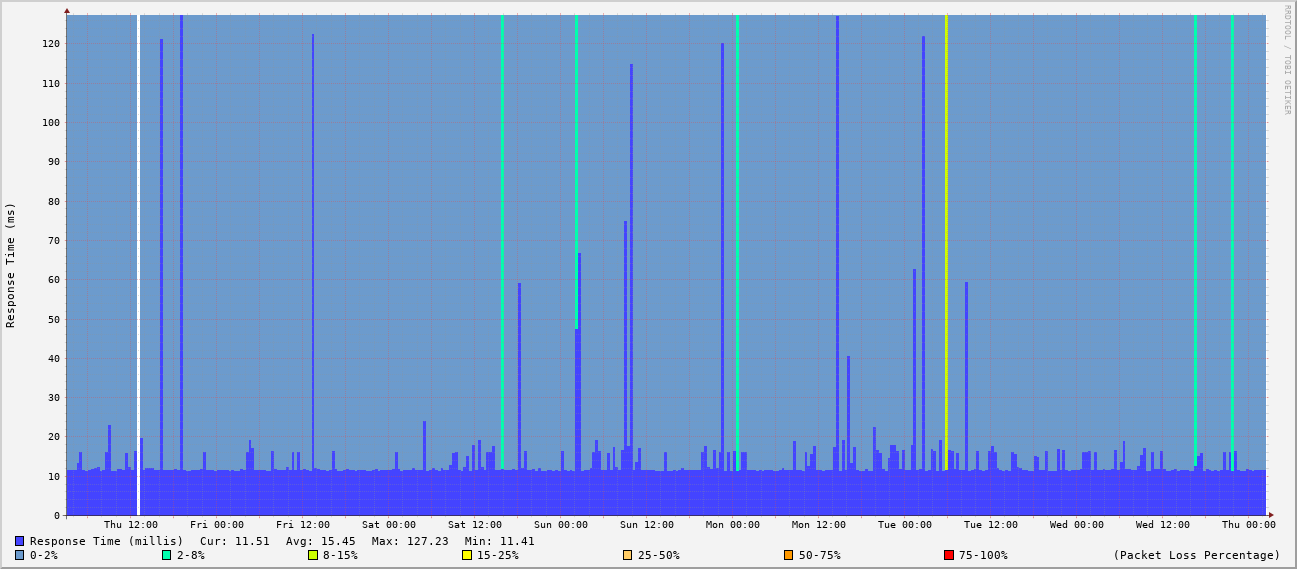 RRDTOOL / TOBI OETIKER
Response Time (ms)
120
110
100
90
80
70
60
50
40
30
20
10
0
Thu 12:00 Fri 00:00 Fri 12:00 Sat 00:00 Sat 12:00 Sun 00:00 Sun 12:00 Mon 00:00 Mon 12:00 Tue 00:00 Tue 12:00 Wed 00:00 Wed 12:00 Thu 00:00
Response Time (millis) Cur: 11.51 Avg: 15.45 Max: 127.23 Min: 11.41
0-2% 2-8% 8-15% 15-25% 25-50% 50-75% 75-100% (Packet Loss Percentage)